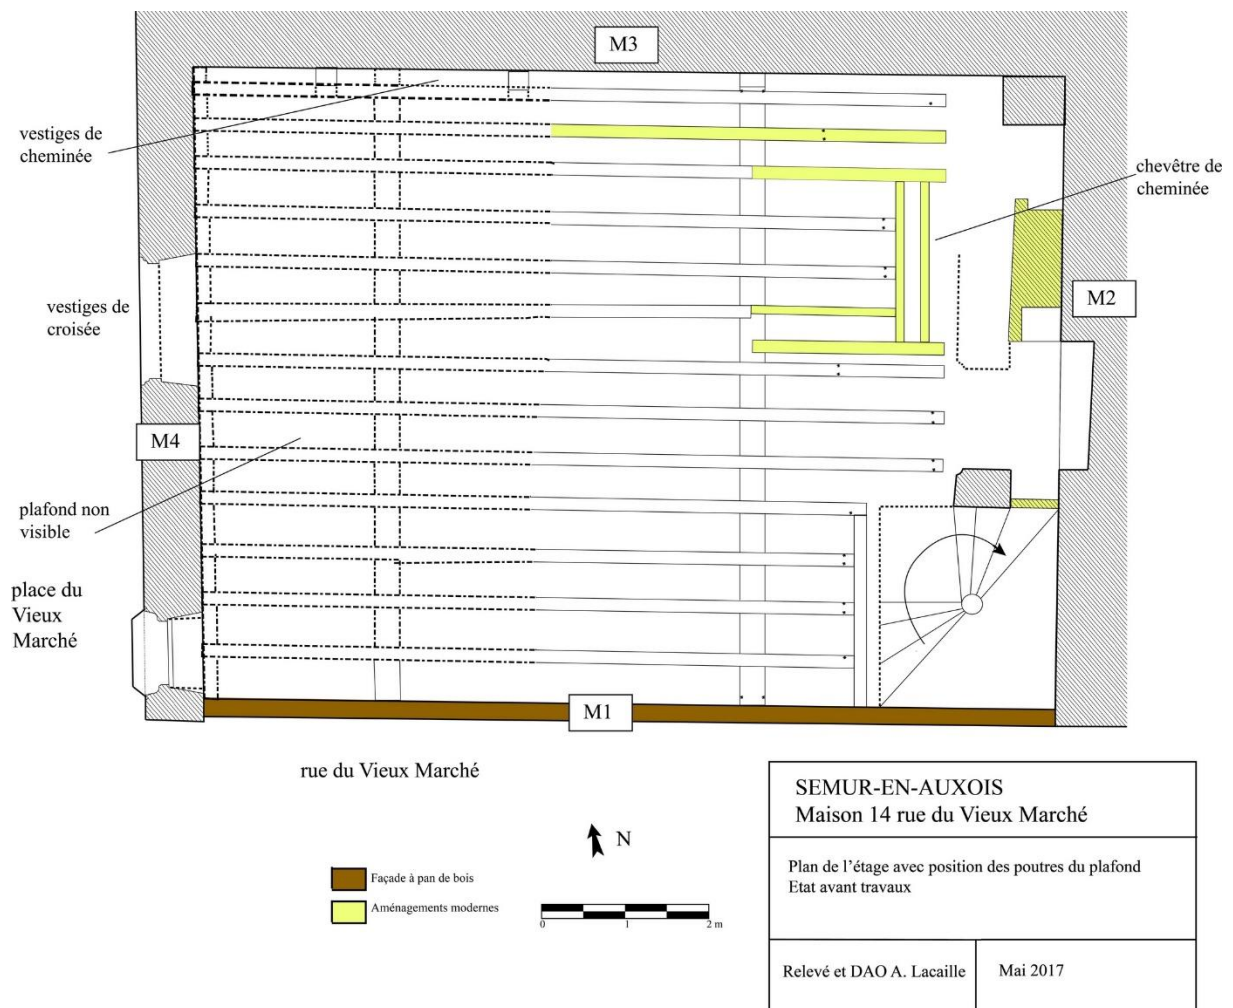 M3
vestiges de
cheminée
chevêtre de
cheminée
vestiges de
croisée
M2
M4
plafond non
visible
place du
Vieux
Marché
M1
rue du Vieux Marché
N
Façade à pan de bois
Aménagements modernes
0 1 2 m
SEMUR-EN-AUXOIS
Maison 14 rue du Vieux Marché
Plan de l'étage avec position des poutres du plafond
Etat avant travaux
Relevé et DAO A. Lacaille
Mai 2017